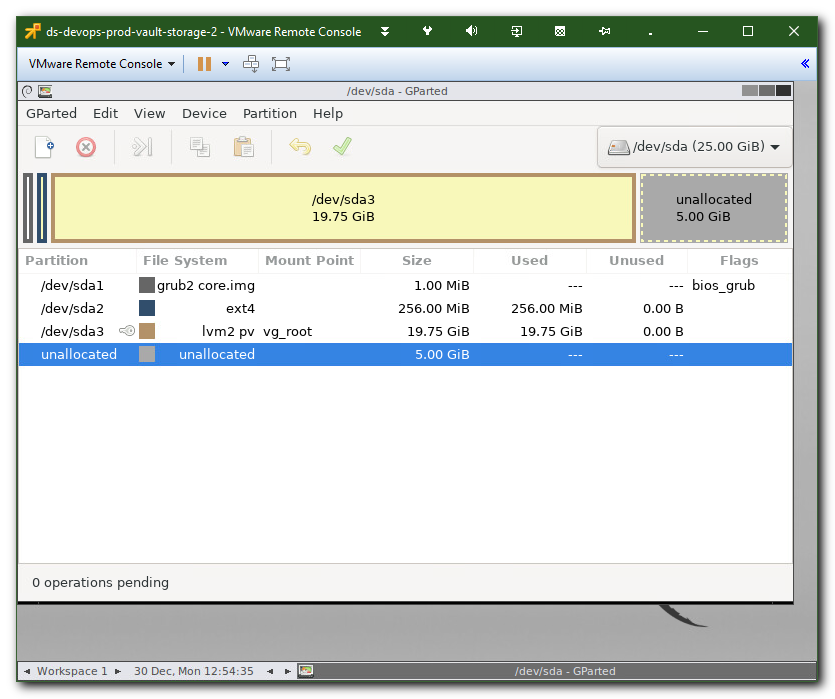 ds-devops-prod-vault-storage-2 - VMware Remote Console
VMware Remote Console
/dev/sda - GParted
GParted Edit View Device Partition Help
/dev/sda (25.00 GiB)
/dev/sda3
19.75 GiB
unallocated
5.00 GiB
Partition File System Mount Point Size Used Unused Flags
/dev/sda1 grub2 core.img 1.00 MiB --- --- bios_grub
/dev/sda2 ext4 256.00 MiB 256.00 MiB 0.00 B
/dev/sda3 lvm2 pv vg_root 19.75 GiB 19.75 GiB 0.00 B
unallocated unallocated 5.00 GiB --- ---
0 operations pending
Workspace 1 30 Dec, Mon 12:54:35 /dev/sda - GParted